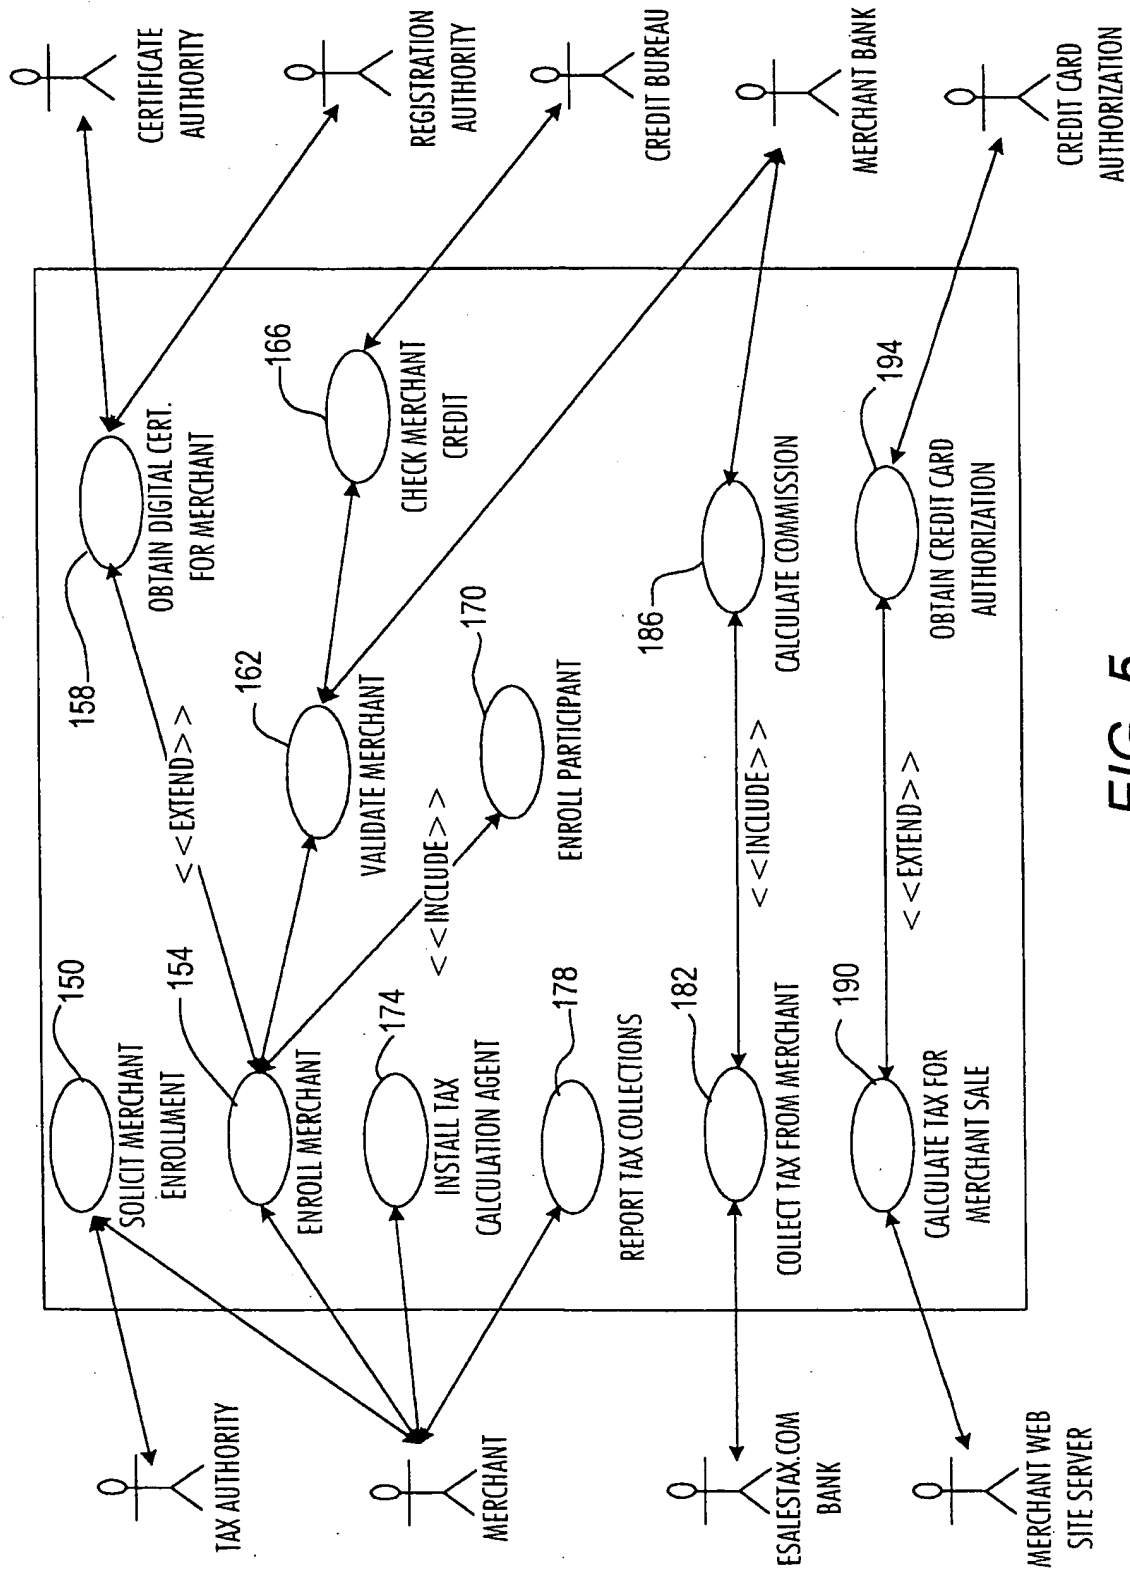 TAX AUTHORITY
MERCHANT
ESALESTAX.COM
BANK
MERCHANT WEB
SITE SERVER
150
SOLICIT MERCHANT
ENROLLMENT
154
ENROLL MERCHANT
174
INSTALL TAX
CALCULATION AGENT
178
REPORT TAX COLLECTIONS
182
COLLECT TAX FROM MERCHANT
190
CALCULATE TAX FOR
MERCHANT SALE
<<EXTEND>>
162
VALIDATE MERCHANT
<<INCLUDE>>
170
ENROLL PARTICIPANT
<<INCLUDE>>
<<EXTEND>>
158
OBTAIN DIGITAL CERT.
FOR MERCHANT
166
CHECK MERCHANT
CREDIT
186
CALCULATE COMMISSION
194
OBTAIN CREDIT CARD
AUTHORIZATION
CERTIFICATE
AUTHORITY
REGISTRATION
AUTHORITY
CREDIT BUREAU
MERCHANT BANK
CREDIT CARD
AUTHORIZATION
FIG. 5